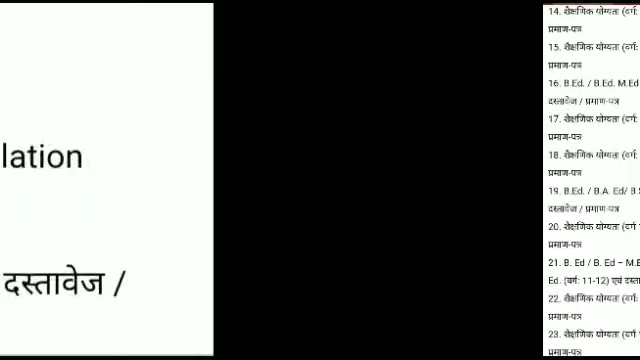 lation
दस्तावेज /
14. शैक्षणिक योग्यता (वर्ग:
प्रमाण-पत्र
15. शैक्षणिक योग्यता (वर्ग:
प्रमाण-पत्र
16. B.Ed. / B.Ed. M.Ed
दस्तावेज / प्रमाण-पत्र
17. शैक्षणिक योग्यता (वर्ग:
प्रमाण-पत्र
18. शैक्षणिक योग्यता (वर्ग:
प्रमाण-पत्र
19. B.Ed. / B.A. Ed/ B.
दस्तावेज / प्रमाण-पत्र
20. शैक्षणिक योग्यता (वर्ग
प्रमाण-पत्र
21. B. Ed / B. Ed – M.E
Ed. (वर्ग: 11-12) एवं
22. शैक्षणिक योग्यता (वर्ग:
प्रमाण-पत्र
23. शैक्षणिक योग्यता (वर्ग
प्रमाण-पत्र